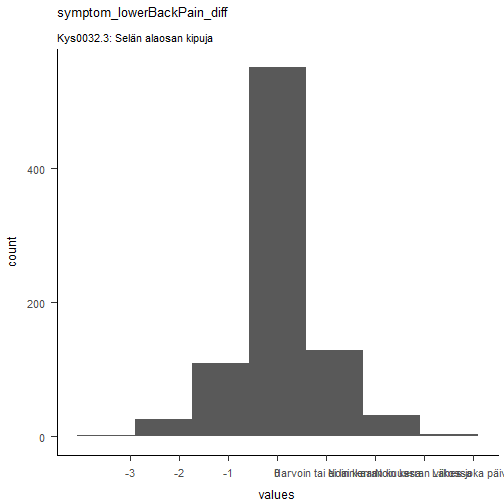 symptom_lowerBackPain_diff
Kys0032.3: Selän alaosan kipuja
count
400
200
0
-3
-2
-1
values